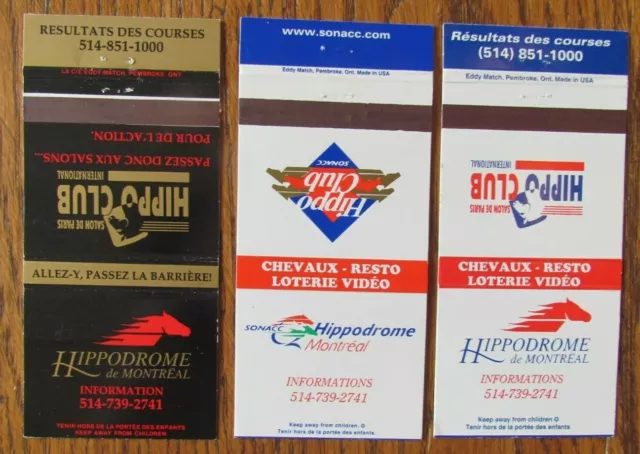 RESULTATS DES COURSES
514-851-1000
LA CIE EDDY MATCH, PEMBROKE, ONT
PASSEZ DONC AUX SALONS...
POUR DE L'ACTION.
SALON DE PARIS
HIPPO CLUB
INTERNATIONAL
ALLEZ-Y, PASSEZ LA BARRIÈRE!
HIPPODROME
de MONTRÉAL
INFORMATION
514-739-2741
TENIR HORS DE LA PORTÉE DES ENFANTS
KEEP AWAY FROM CHILDREN
www.sonacc.com
Eddy Match, Pembroke, Ont. Made in USA
SONACC
Hippo
Club
CHEVAUX - RESTO
LOTERIE VIDÉO
SONACC Hippodrome
Montréal
INFORMATIONS
514-739-2741
Keep away from children
Tenir hors de la portée des enfants.
Résultats des courses
(514) 851-1000
Eddy Match, Pembroke, Ont. Made in USA
SALON DE PARIS
HIPPO CLUB
INTERNATIONAL
CHEVAUX - RESTO
LOTERIE VIDÉO
HIPPODROME
de MONTRÉAL
INFORMATIONS
514-739-2741
Keep away from children
Tenir hors de la portée des enfants.